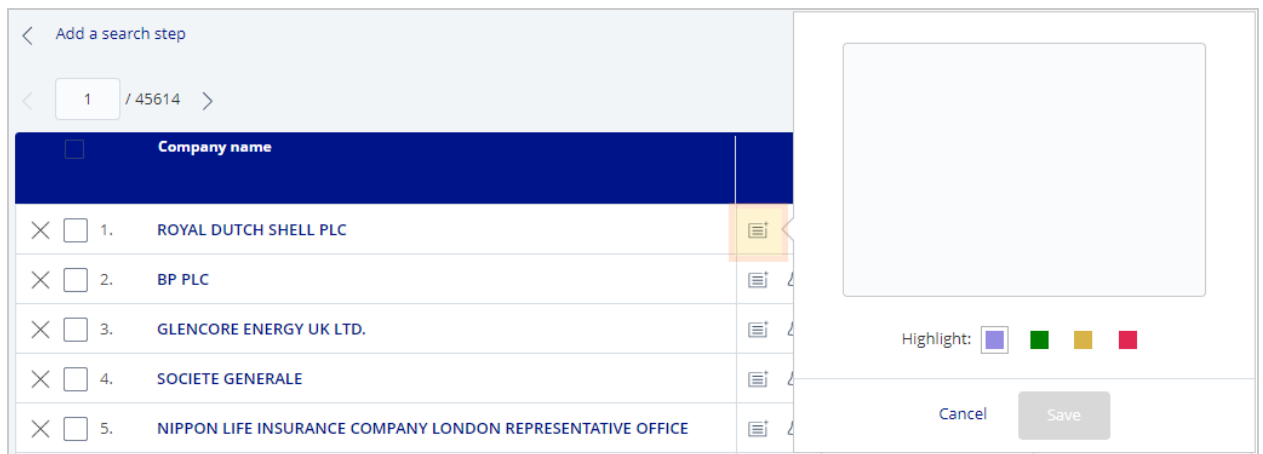 Add a search step
1 / 45614
Company name
1. ROYAL DUTCH SHELL PLC
2. BP PLC
3. GLENCORE ENERGY UK LTD.
4. SOCIETE GENERALE
5. NIPPON LIFE INSURANCE COMPANY LONDON REPRESENTATIVE OFFICE
Highlight:
Cancel Save